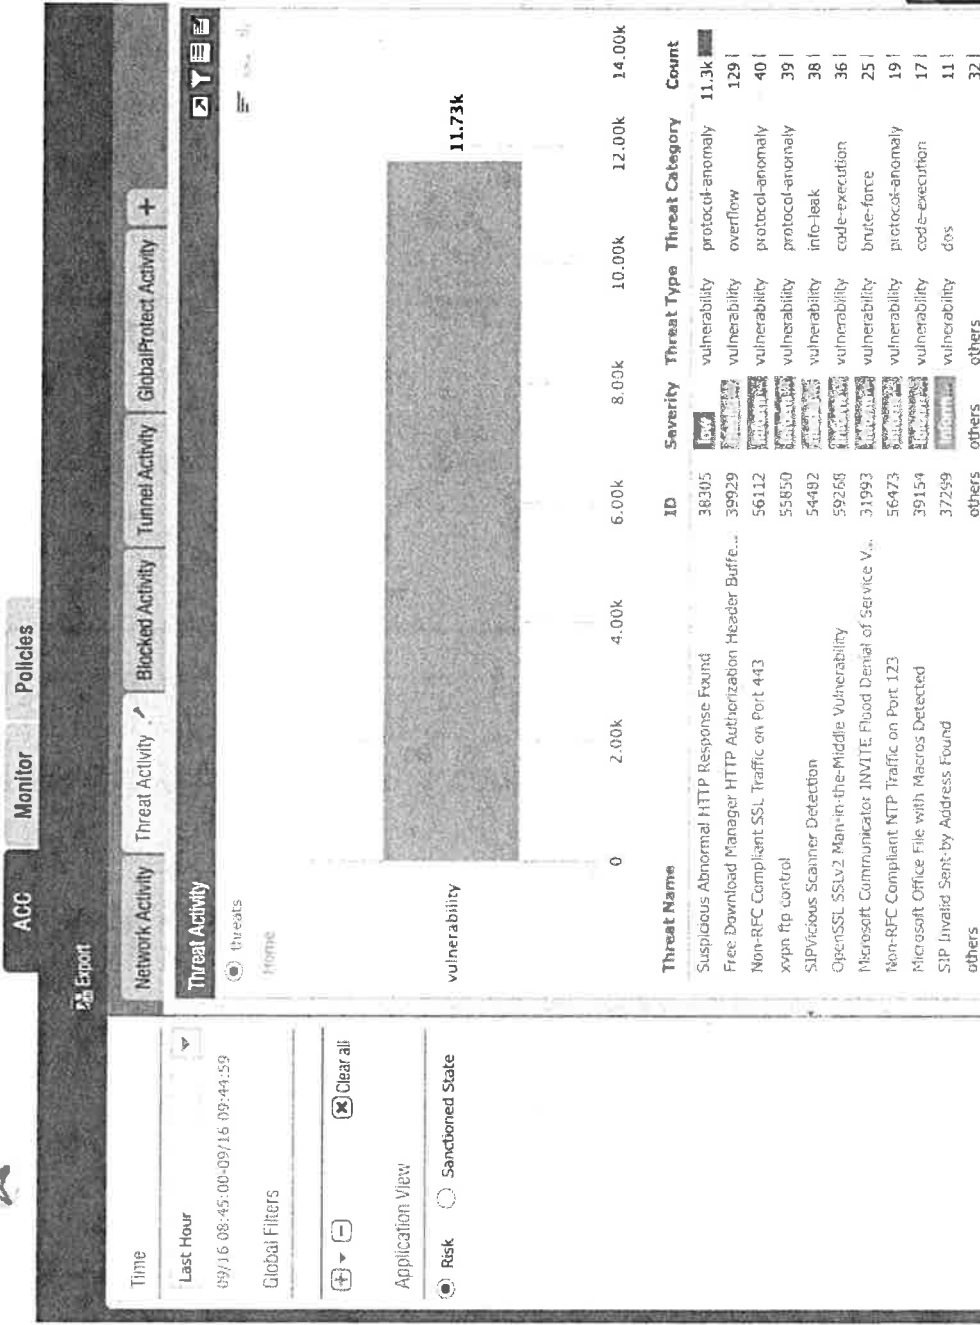 ACC Monitor Policies
Export
Network Activity Threat Activity Blocked Activity Tunnel Activity GlobalProtect Activity +
Time
Last Hour
09/16 08:45:00-09/16 09:44:59
Global Filters
Clear all
Application View
Risk Sanctioned State
Threat Activity
threats
Home
vulnerability
11.73k
0 2.00k 4.00k 6.00k 8.00k 10.00k 12.00k 14.00k
Threat Name ID Severity Threat Type Threat Category Count
Suspicious Abnormal HTTP Response Found 38305 low vulnerability protocol-anomaly 11.3k
Free Download Manager HTTP Authorization Header Buffe... 39929 vulnerability overflow 129
Non-RFC Compliant SSL Traffic on Port 443 56112 vulnerability protocol-anomaly 40
xvpn ftp control 55850 vulnerability protocol-anomaly 39
SIPVicious Scanner Detection 54482 vulnerability info-leak 38
OpenSSL SSLv2 Man-in-the-Middle Vulnerability 59268 vulnerability code-execution 36
Microsoft Communicator INVITE Flood Denial of Service V... 31993 vulnerability brute-force 25
Non-RFC Compliant NTP Traffic on Port 123 56473 vulnerability protocol-anomaly 19
Microsoft Office File with Macros Detected 39154 vulnerability code-execution 17
SIP Invalid Sent-by Address Found 37299 inform... vulnerability dos 11
others others others others 32